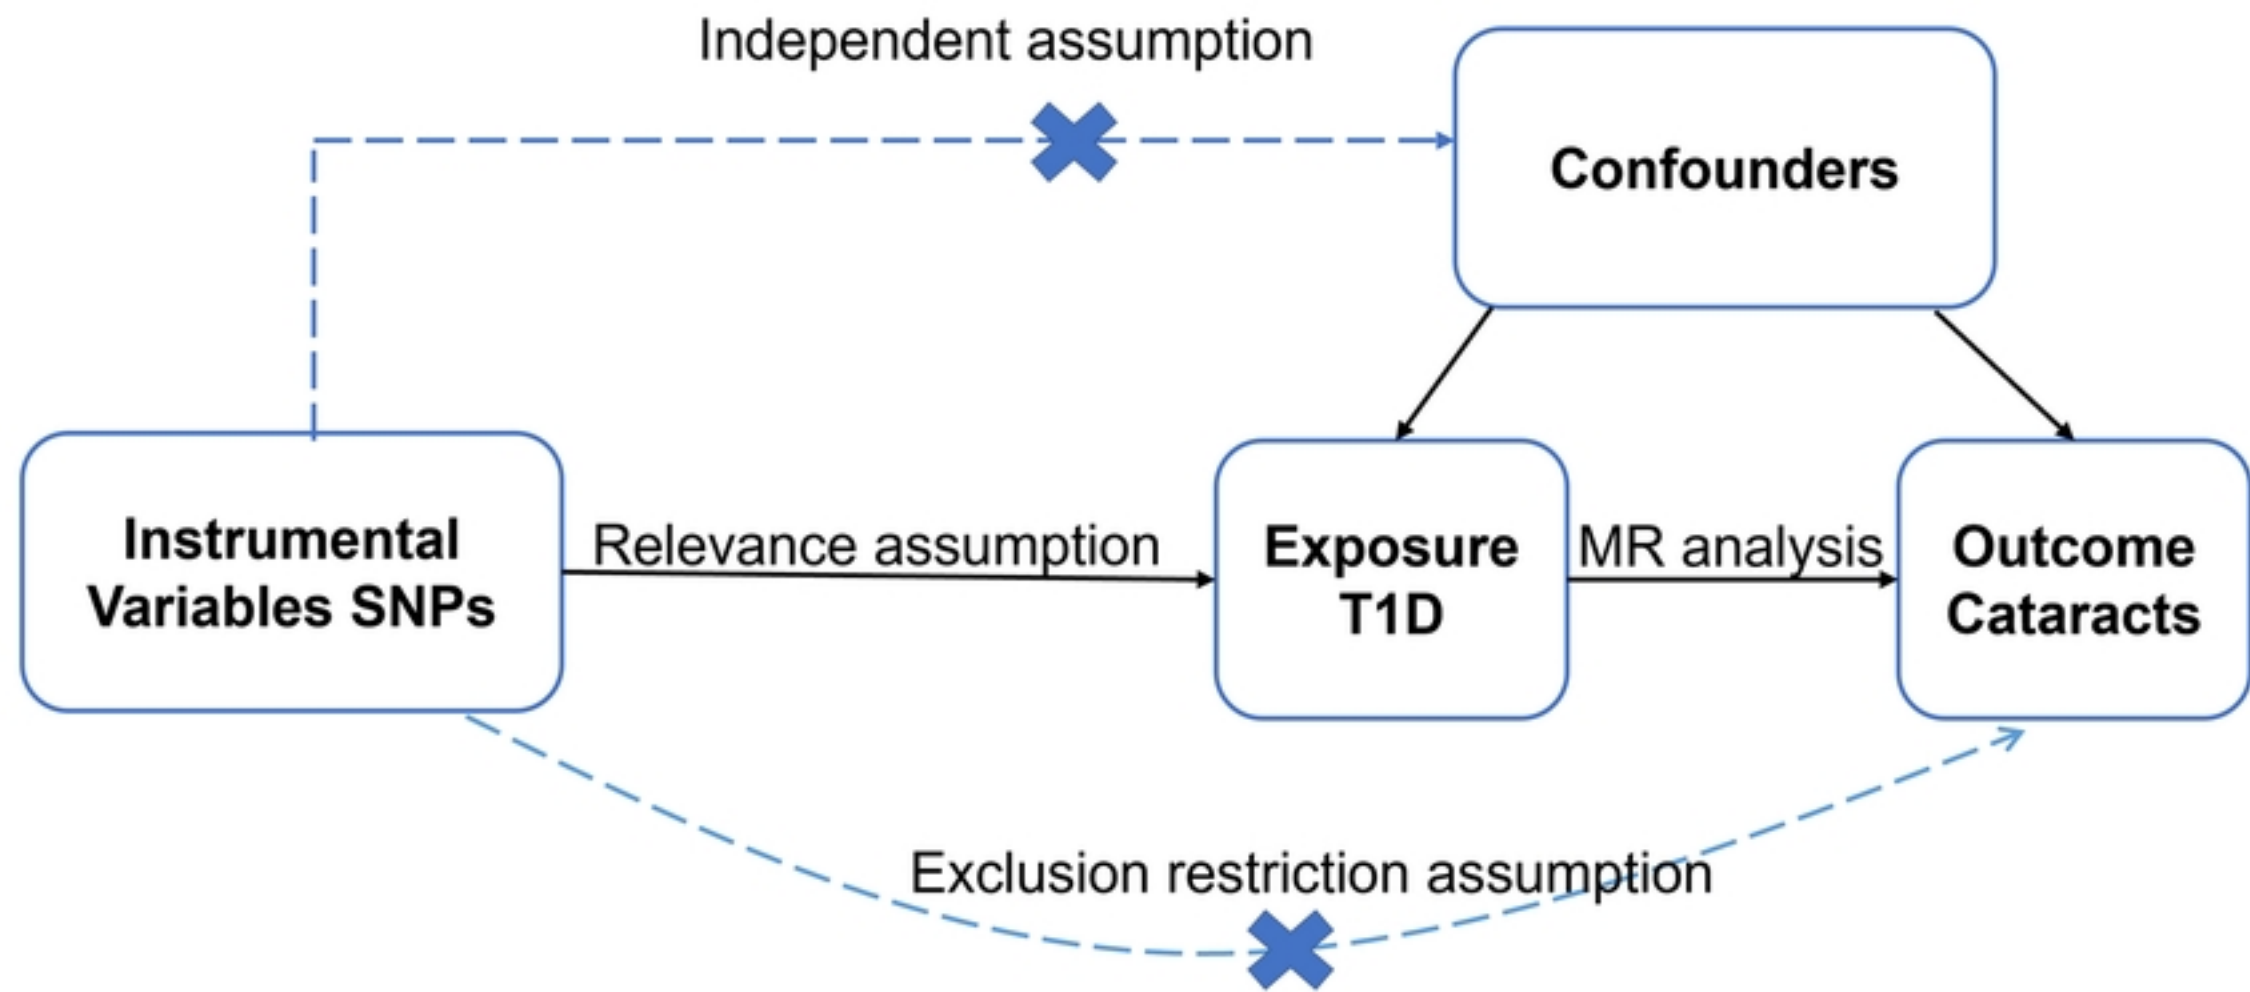 Independent assumption
Confounders
Instrumental
Variables SNPs
Relevance assumption
Exposure
T1D
MR analysis
Outcome
Cataracts
Exclusion restriction assumption